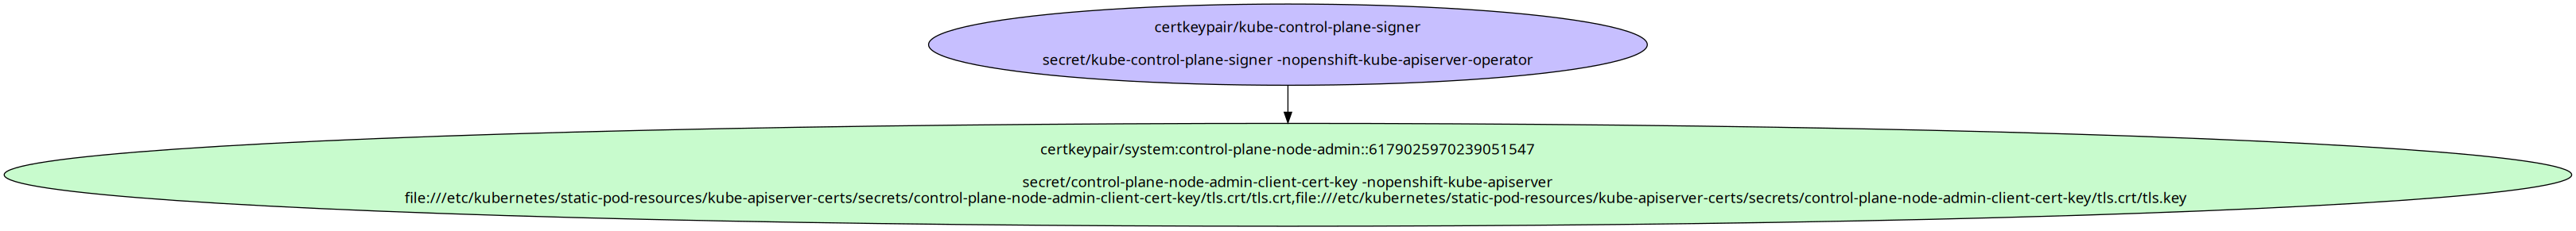 certkeypair/kube-control-plane-signer
secret/kube-control-plane-signer -nopenshift-kube-apiserver-operator
certkeypair/system:control-plane-node-admin::6179025970239051547
secret/control-plane-node-admin-client-cert-key -nopenshift-kube-apiserver
file:///etc/kubernetes/static-pod-resources/kube-apiserver-certs/secrets/control-plane-node-admin-client-cert-key/tls.crt/tls.crt,file:///etc/kubernetes/static-pod-resources/kube-apiserver-certs/secrets/control-plane-node-admin-client-cert-key/tls.crt/tls.key